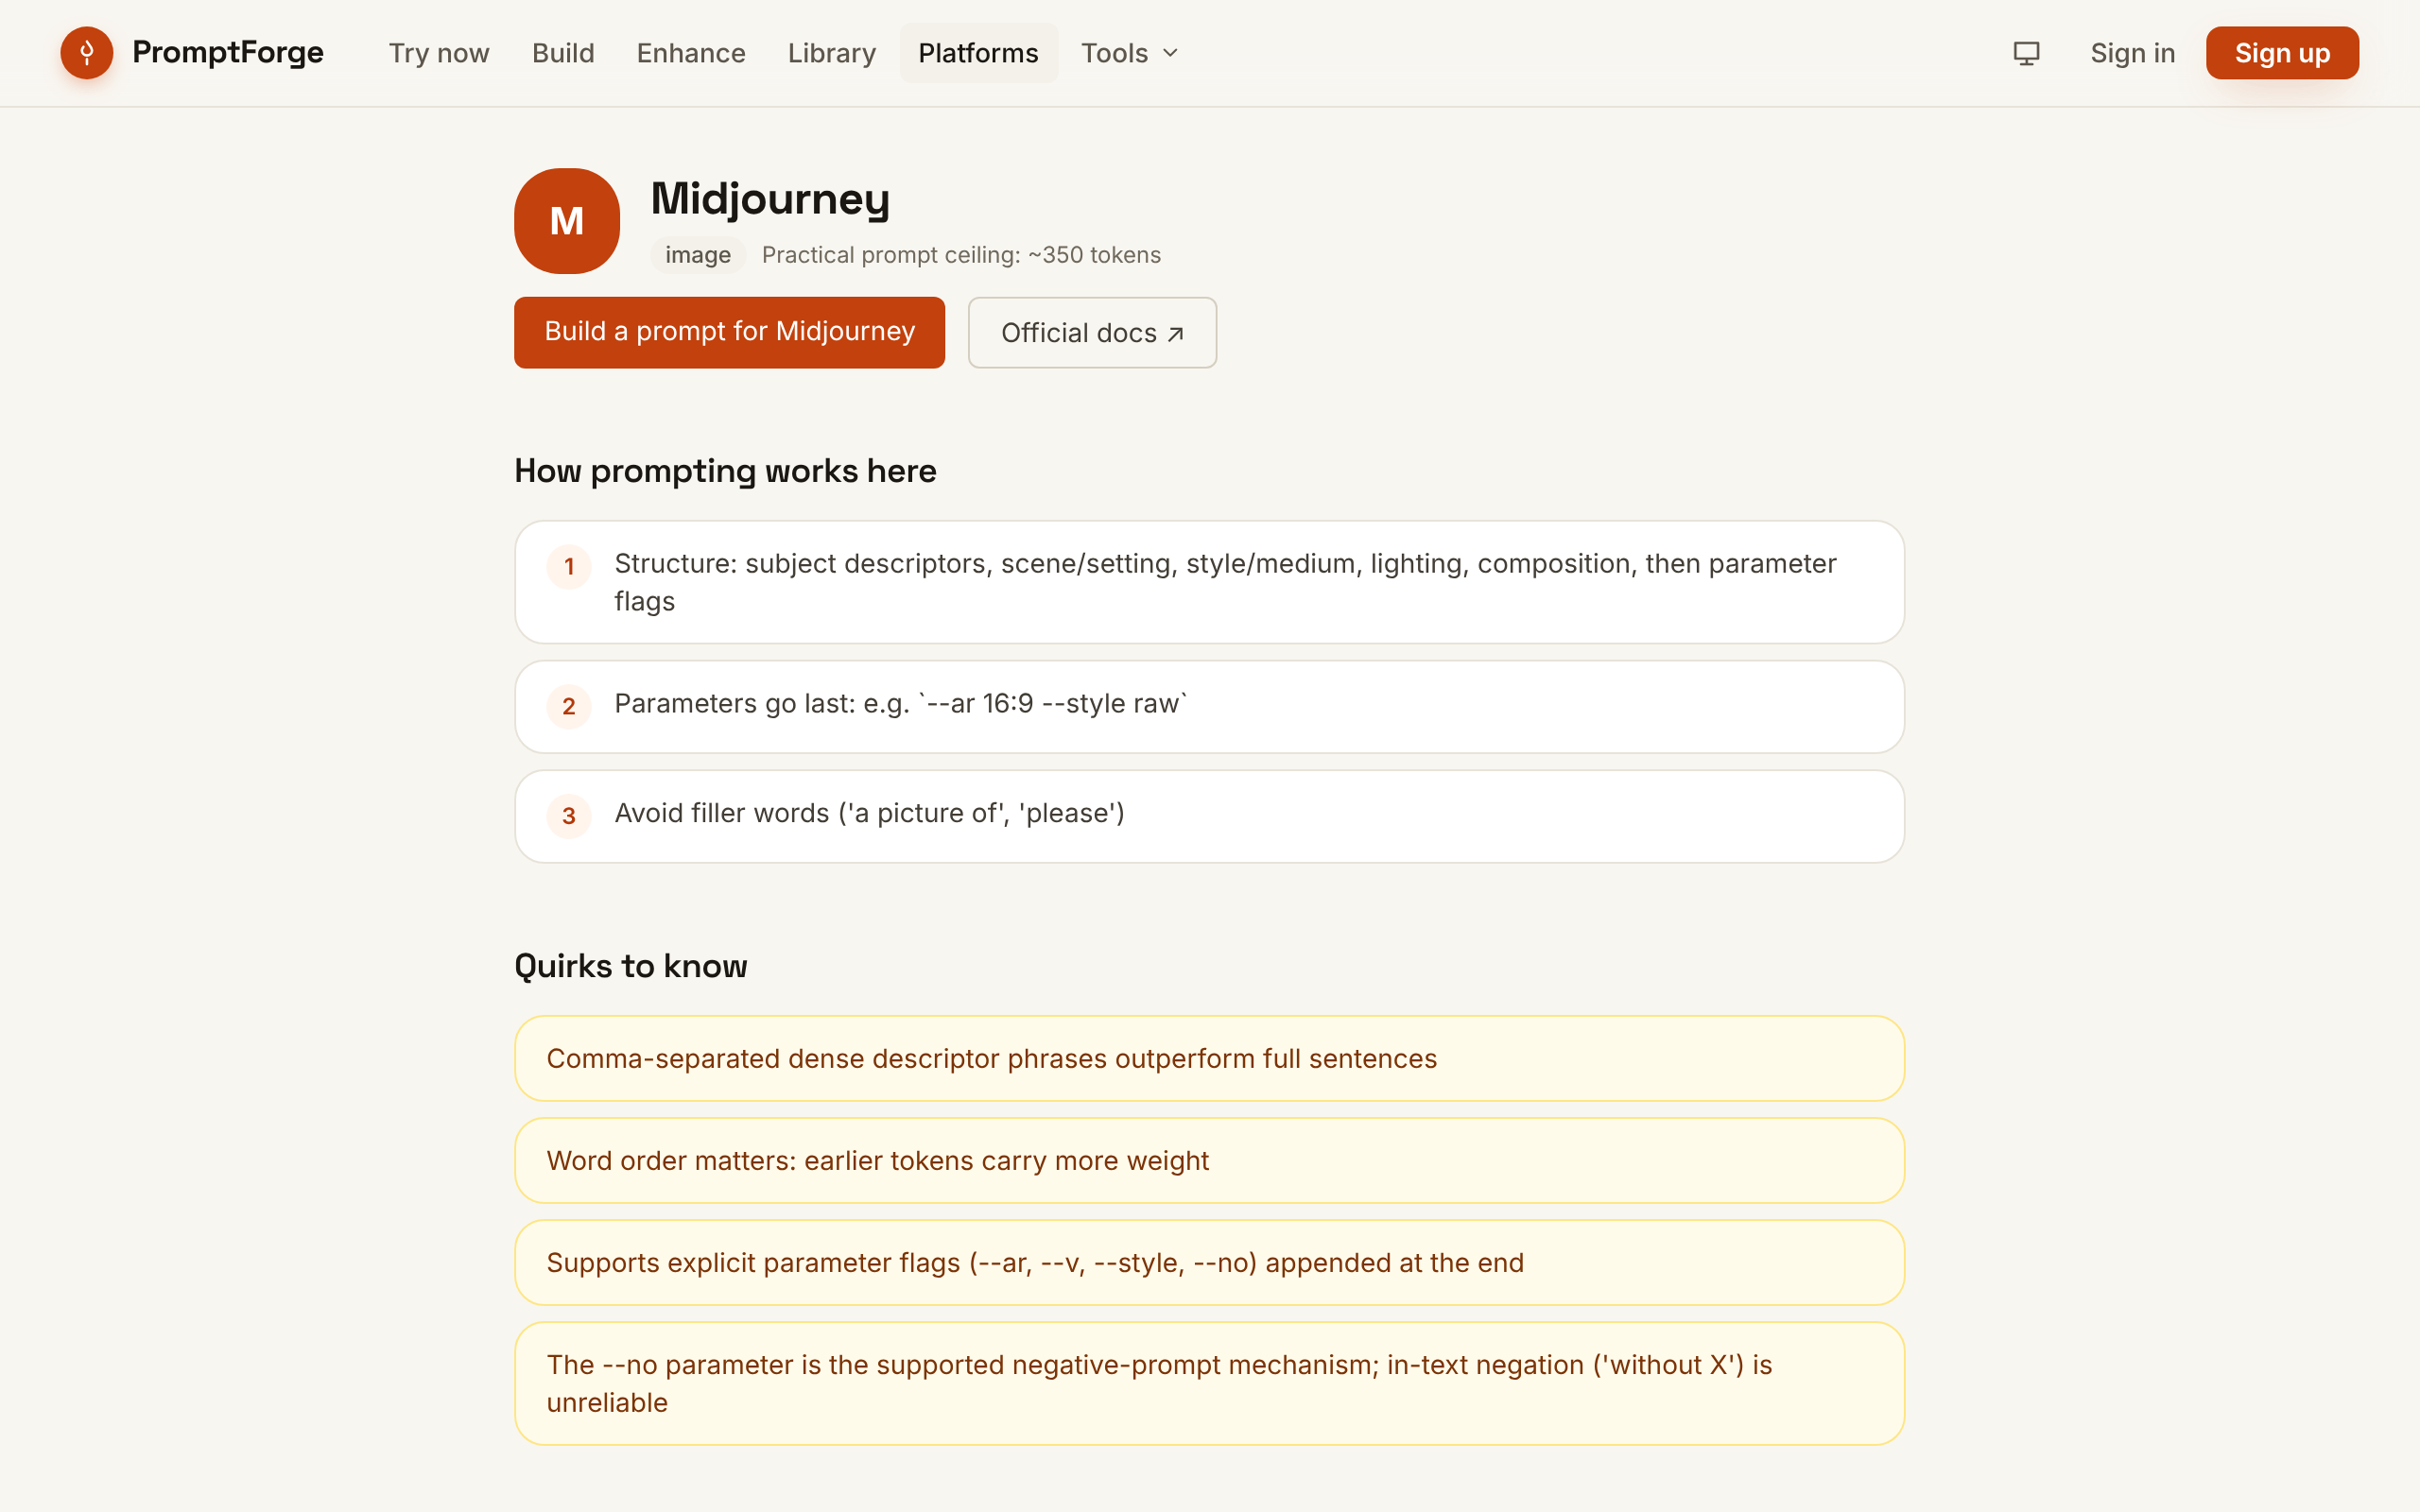 PromptForge
Try now
Build
Enhance
Library
Platforms
Tools
Sign in
Sign up
M
Midjourney
image
Practical prompt ceiling: ~350 tokens
Build a prompt for Midjourney
Official docs ↗
How prompting works here
1
Structure: subject descriptors, scene/setting, style/medium, lighting, composition, then parameter
flags
2
Parameters go last: e.g. `--ar 16:9 --style raw`
3
Avoid filler words ('a picture of', 'please')
Quirks to know
Comma-separated dense descriptor phrases outperform full sentences
Word order matters: earlier tokens carry more weight
Supports explicit parameter flags (--ar, --v, --style, --no) appended at the end
The --no parameter is the supported negative-prompt mechanism; in-text negation ('without X') is
unreliable